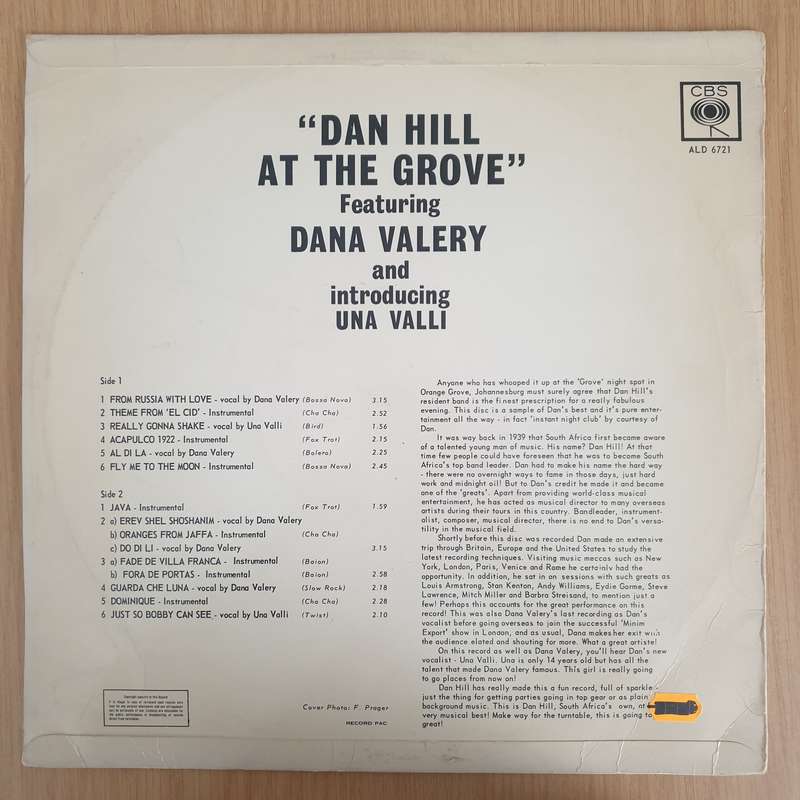 CBS
ALD 6721
"DAN HILL
AT THE GROVE"
Featuring
DANA VALERY
and
introducing
UNA VALLI
Side 1
1 FROM RUSSIA WITH LOVE - vocal by Dana Valery (Bossa Nova) 3.15
2 THEME FROM 'EL CID' - Instrumental (Cha Cha) 2.52
3 REALLY GONNA SHAKE - vocal by Una Valli (Bird) 1.56
4 ACAPULCO 1922 - Instrumental (Fox Trot) 2.15
5 AL DI LA - vocal by Dana Valery (Bolero) 2.25
6 FLY ME TO THE MOON - Instrumental (Bossa Nova) 2.45
Side 2
1 JAVA - Instrumental (Fox Trot) 1.59
2 a) EREV SHEL SHOSHANIM - vocal by Dana Valery
b) ORANGES FROM JAFFA - Instrumental (Cha Cha)
c) DO DI LI - vocal by Dana Valery 3.15
3 a) FADE DE VILLA FRANCA - Instrumental (Baion)
b) FORA DE PORTAS - Instrumental (Baion) 2.58
4 GUARDA CHE LUNA - vocal by Dana Valery (Slow Rock) 2.18
5 DOMINIQUE - Instrumental (Cha Cha) 2.28
6 JUST SO BOBBY CAN SEE - vocal by Una Valli (Twist) 2.10
Anyone who has whooped it up at the 'Grove' night spot in
Orange Grove, Johannesburg must surely agree that Dan Hill's
resident band is the finest prescription for a really fabulous
evening. This disc is a sample of Dan's best and it's pure enter-
tainment all the way - in fact 'instant night club' by courtesy of
Dan.
It was way back in 1939 that South Africa first became aware
of a talented young man of music. His name? Dan Hill! At that
time few people could have foreseen that he was to become South
Africa's top band leader. Dan had to make his name the hard way
- there were no overnight ways to fame in those days, just hard
work and midnight oil! But to Dan's credit he made it and became
one of the 'greats'. Apart from providing world-class musical
entertainment, he has acted as musical director to many overseas
artists during their tours in this country. Bandleader, instrument-
alist, composer, musical director, there is no end to Dan's versa-
tility in the musical field.
Shortly before this disc was recorded Dan made an extensive
trip through Britain, Europe and the United States to study the
latest recording techniques. Visiting music meccas such as New
York, London, Paris, Venice and Rome he certainly had the
opportunity. In addition, he sat in on sessions with such greats as
Louis Armstrong, Stan Kenton, Andy Williams, Eydie Gorme, Steve
Lawrence, Mitch Miller and Barbra Streisand, to mention just a
few! Perhaps this accounts for the great performance on this
record! This was also Dana Valery's last recording as Dan's
vocalist before going overseas to join the successful 'Minim
Export' show in London, and as usual, Dana makes her exit with
the audience elated and shouting for more. What a great artiste!
On this record as well as Dana Valery, you'll hear Dan's new
vocalist - Una Valli. Una is only 14 years old but has all the
talent that made Dana Valery famous. This girl is really going
to go places from now on!
Dan Hill has really made this a fun record, full of sparkle -
just the thing for getting parties going in top gear or as plain
background music. This is Dan Hill, South Africa's own, at
very musical best! Make way for the turntable, this is going to
great!
Cover Photo: F. Prager
RECORD PAC